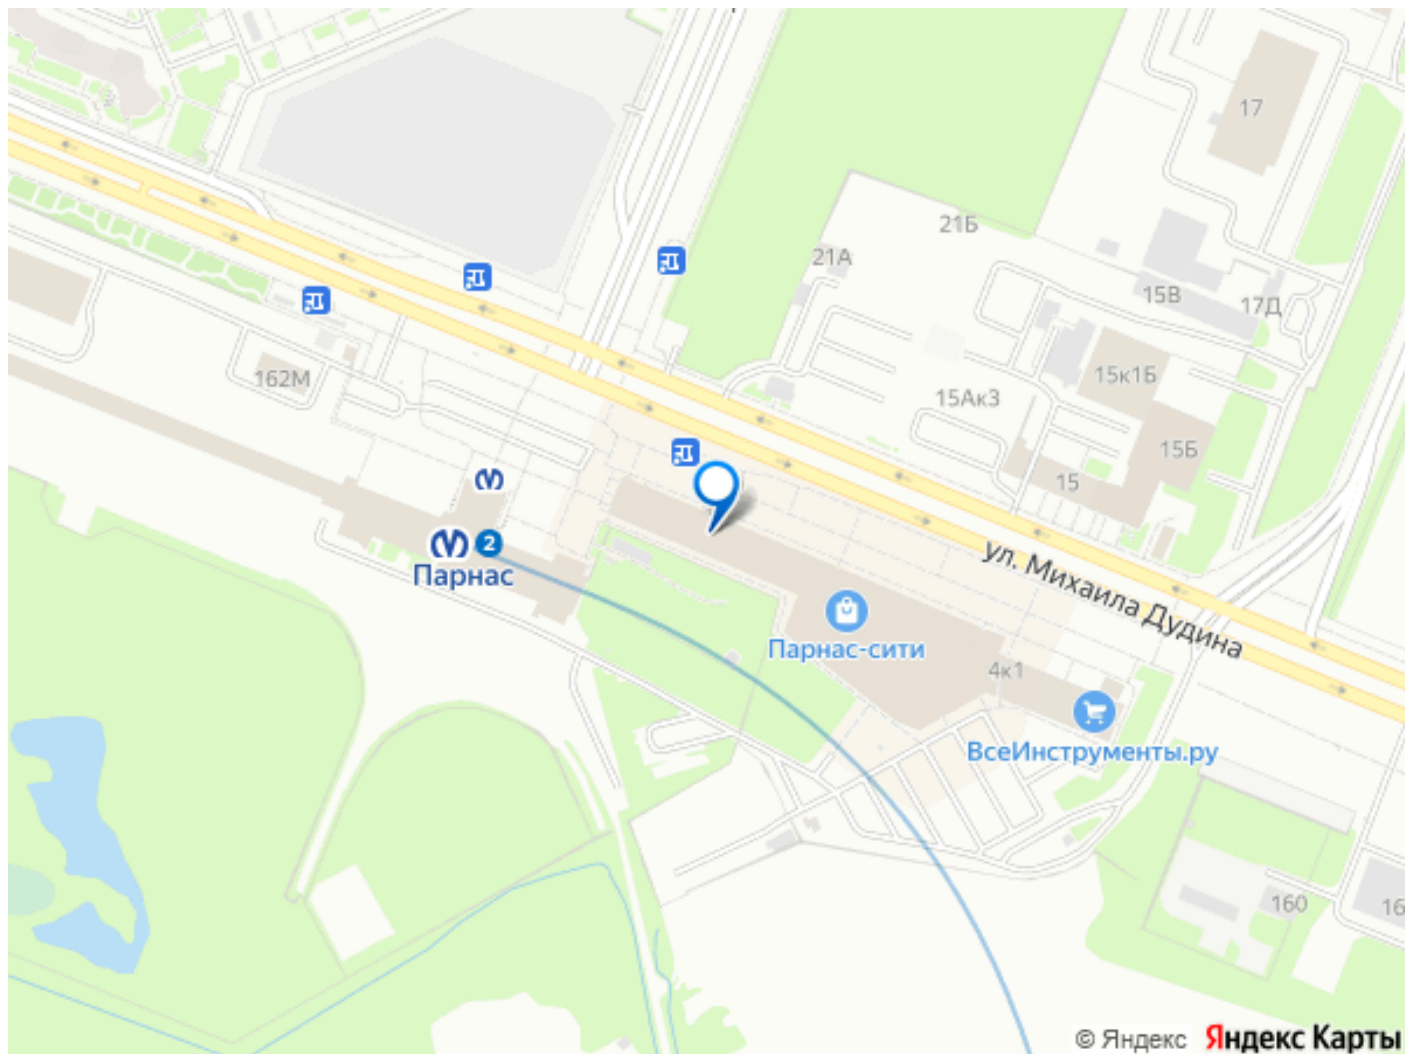 17
21Б
21А
15В
17Д
162М
15к1Б
15Ак3
15Б
15
2
Парнас
ул. Михаила Дудина
Парнас-сити
4к1
ВсеИнструменты.ру
160
16
© Яндекс Яндекс Карты